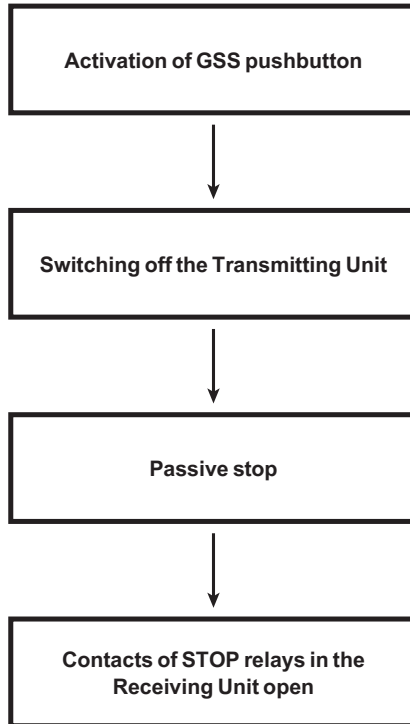 Activation of GSS pushbutton
Switching off the Transmitting Unit
Passive stop
Contacts of STOP relays in the
Receiving Unit open